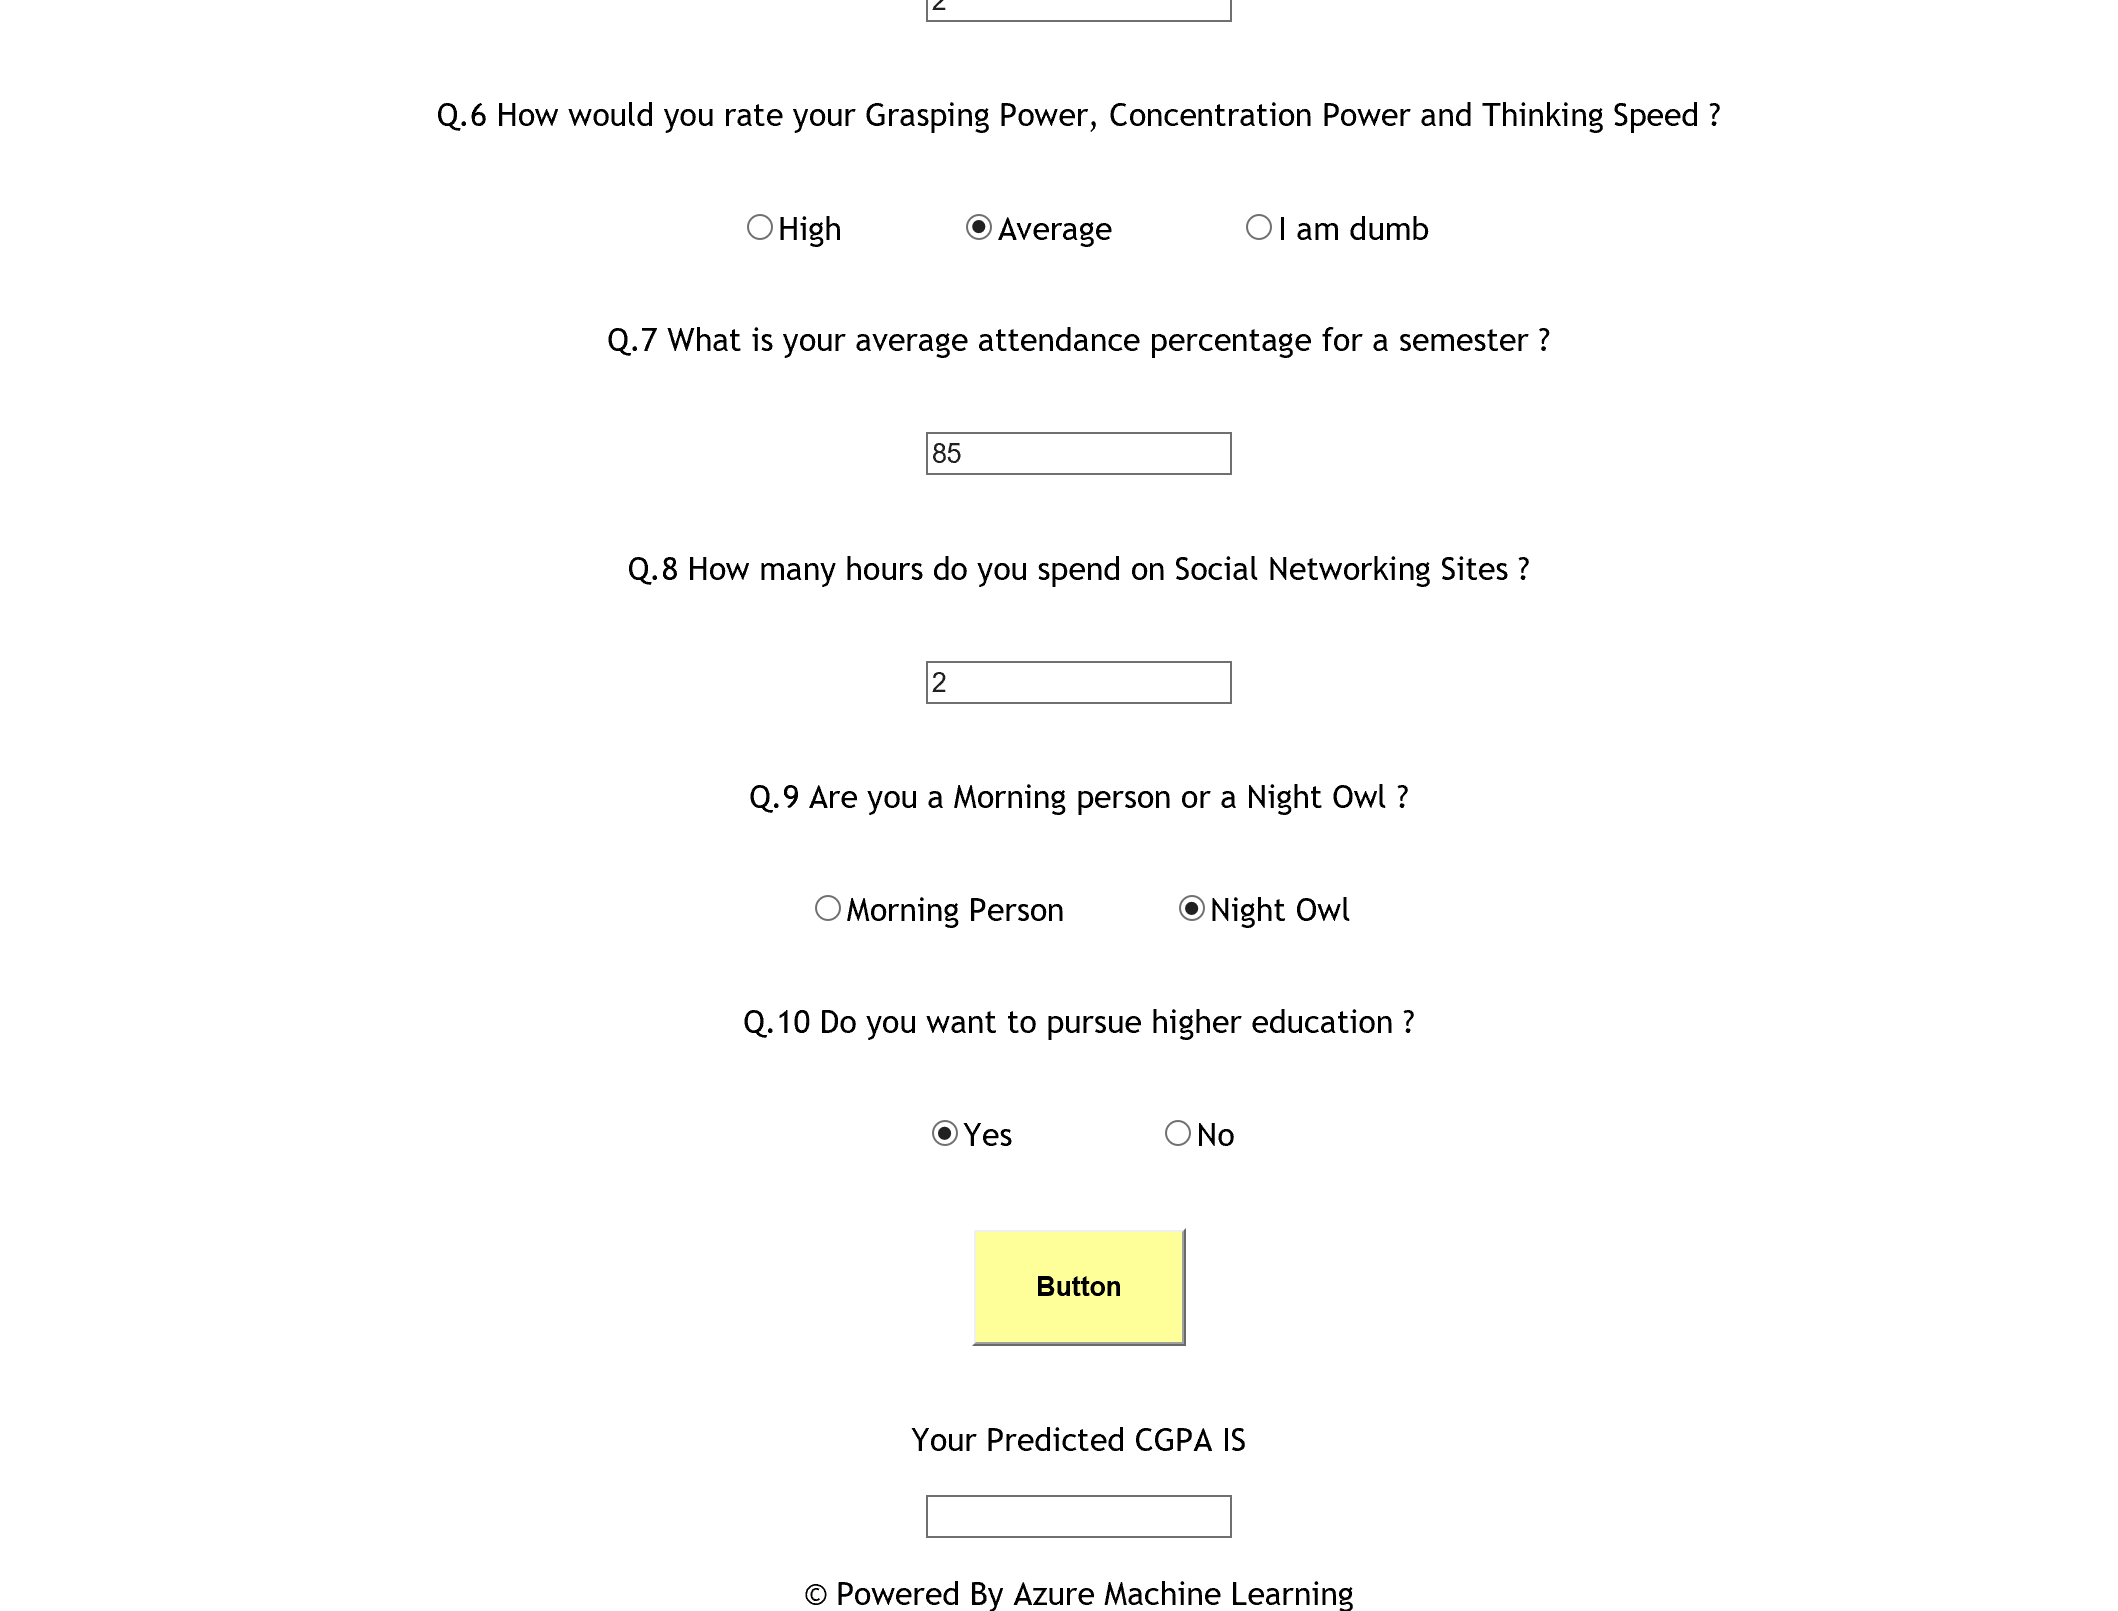 2
Q.6 How would you rate your Grasping Power, Concentration Power and Thinking Speed ?
High Average I am dumb
Q.7 What is your average attendance percentage for a semester ?
85
Q.8 How many hours do you spend on Social Networking Sites ?
2
Q.9 Are you a Morning person or a Night Owl ?
Morning Person Night Owl
Q.10 Do you want to pursue higher education ?
Yes No
Button
Your Predicted CGPA IS
© Powered By Azure Machine Learning